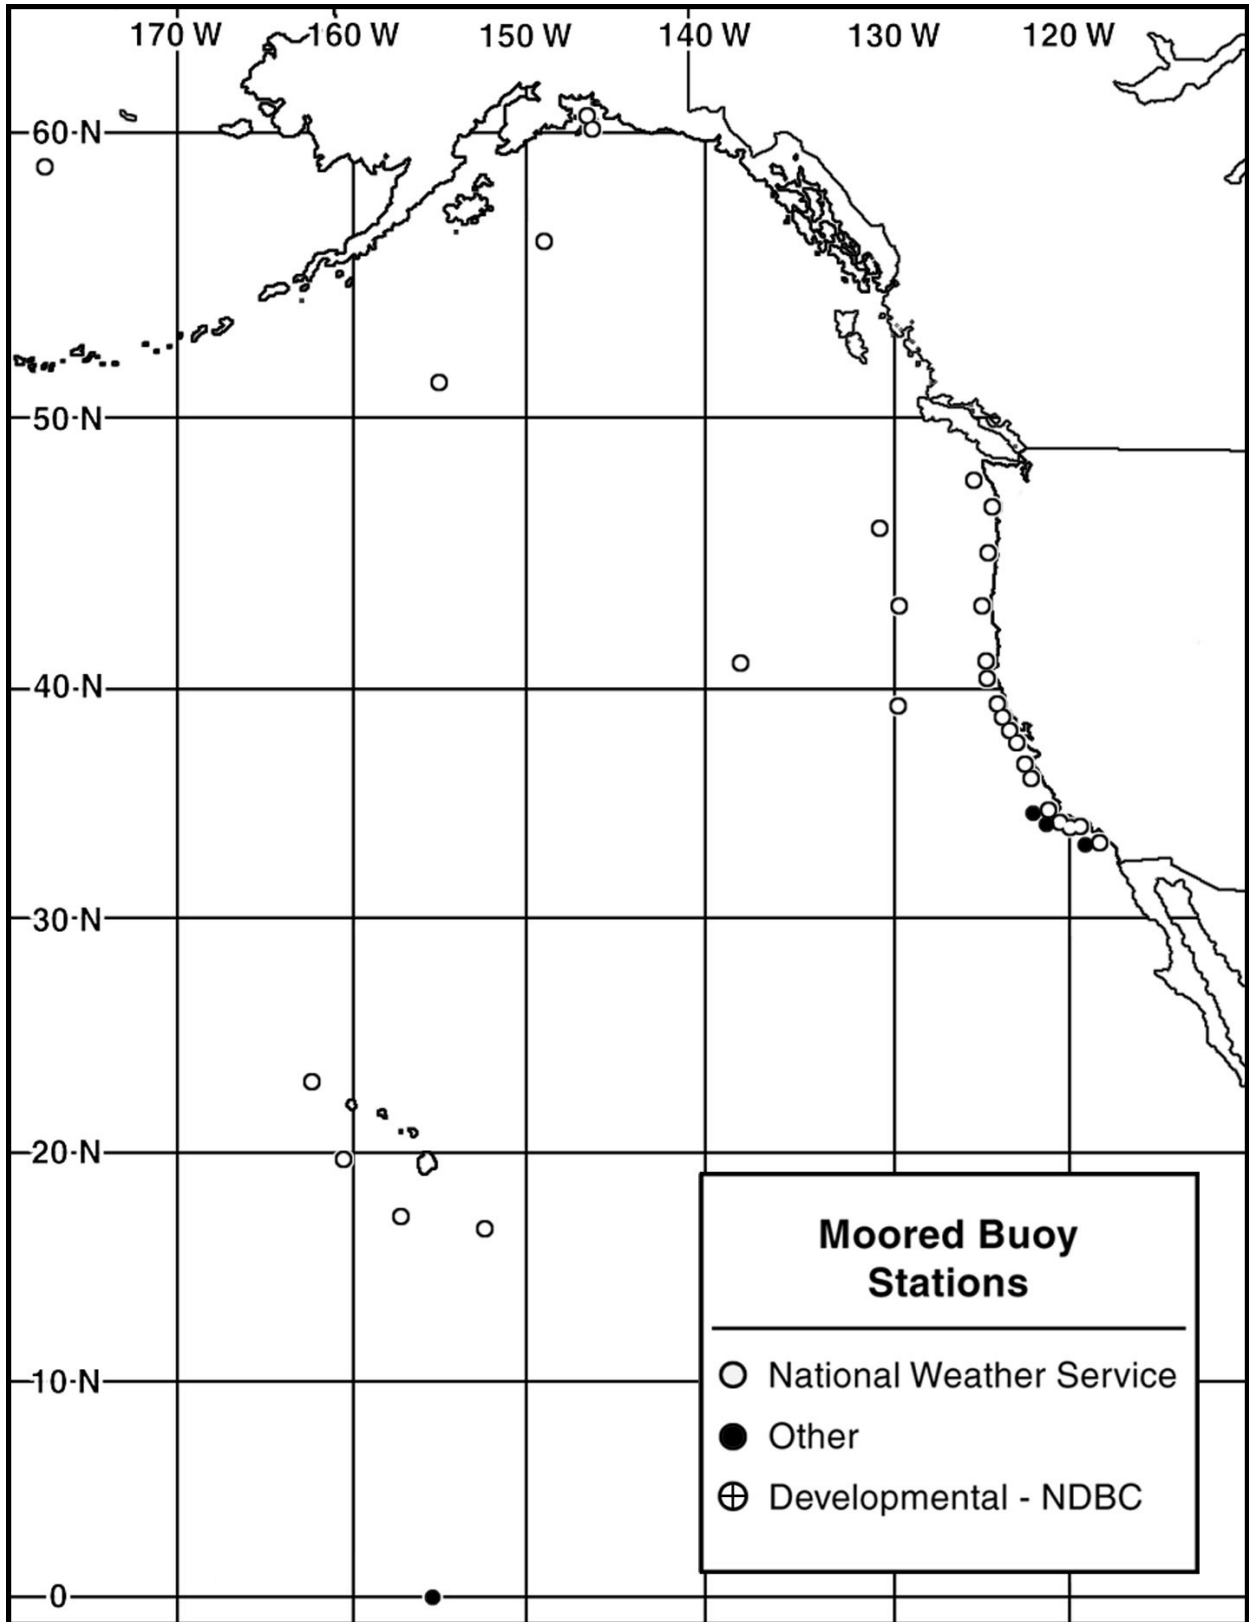 170 W 160 W 150 W 140 W 130 W 120 W
60 N
50 N
40 N
30 N
20 N
10 N
0
Moored Buoy
Stations
National Weather Service
Other
Developmental - NDBC